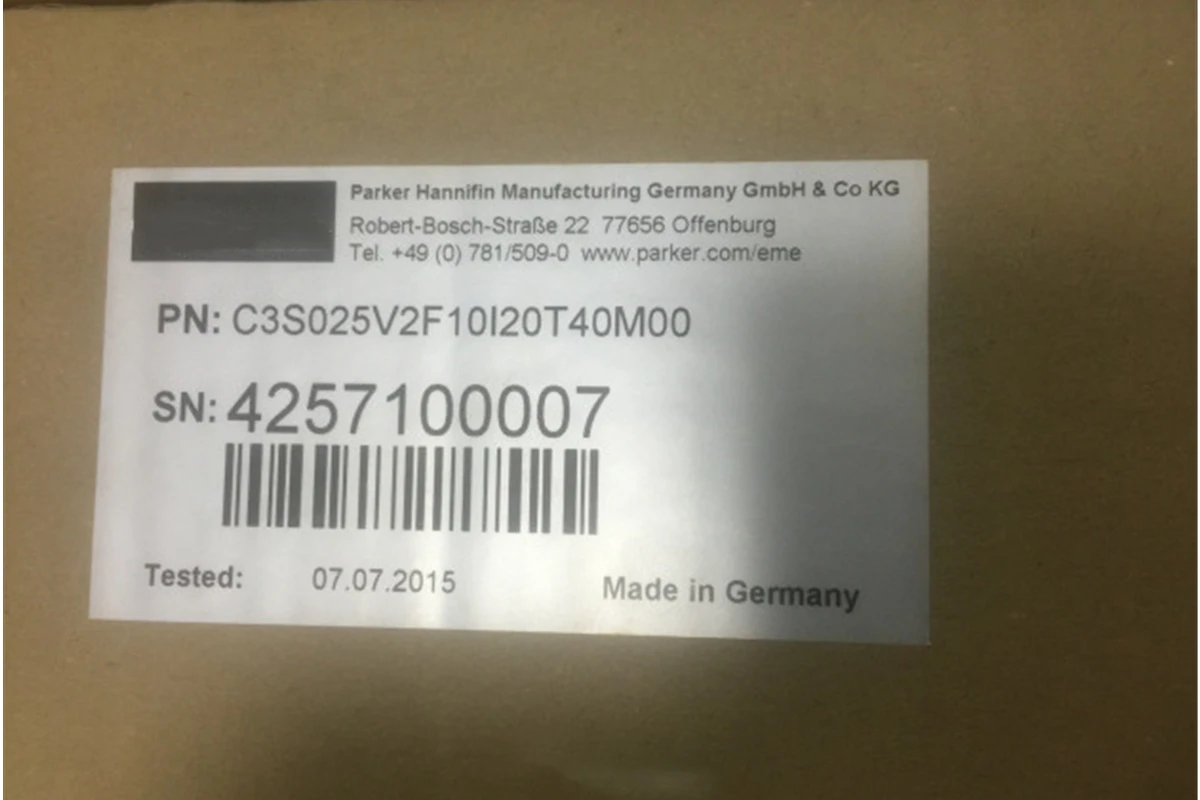 Parker Hannifin Manufacturing Germany GmbH & Co KG
Robert-Bosch-Straße 22 77656 Offenburg
Tel. +49 (0) 781/509-0 www.parker.com/eme
PN: C3S025V2F10I20T40M00
SN: 4257100007
Tested: 07.07.2015 Made in Germany